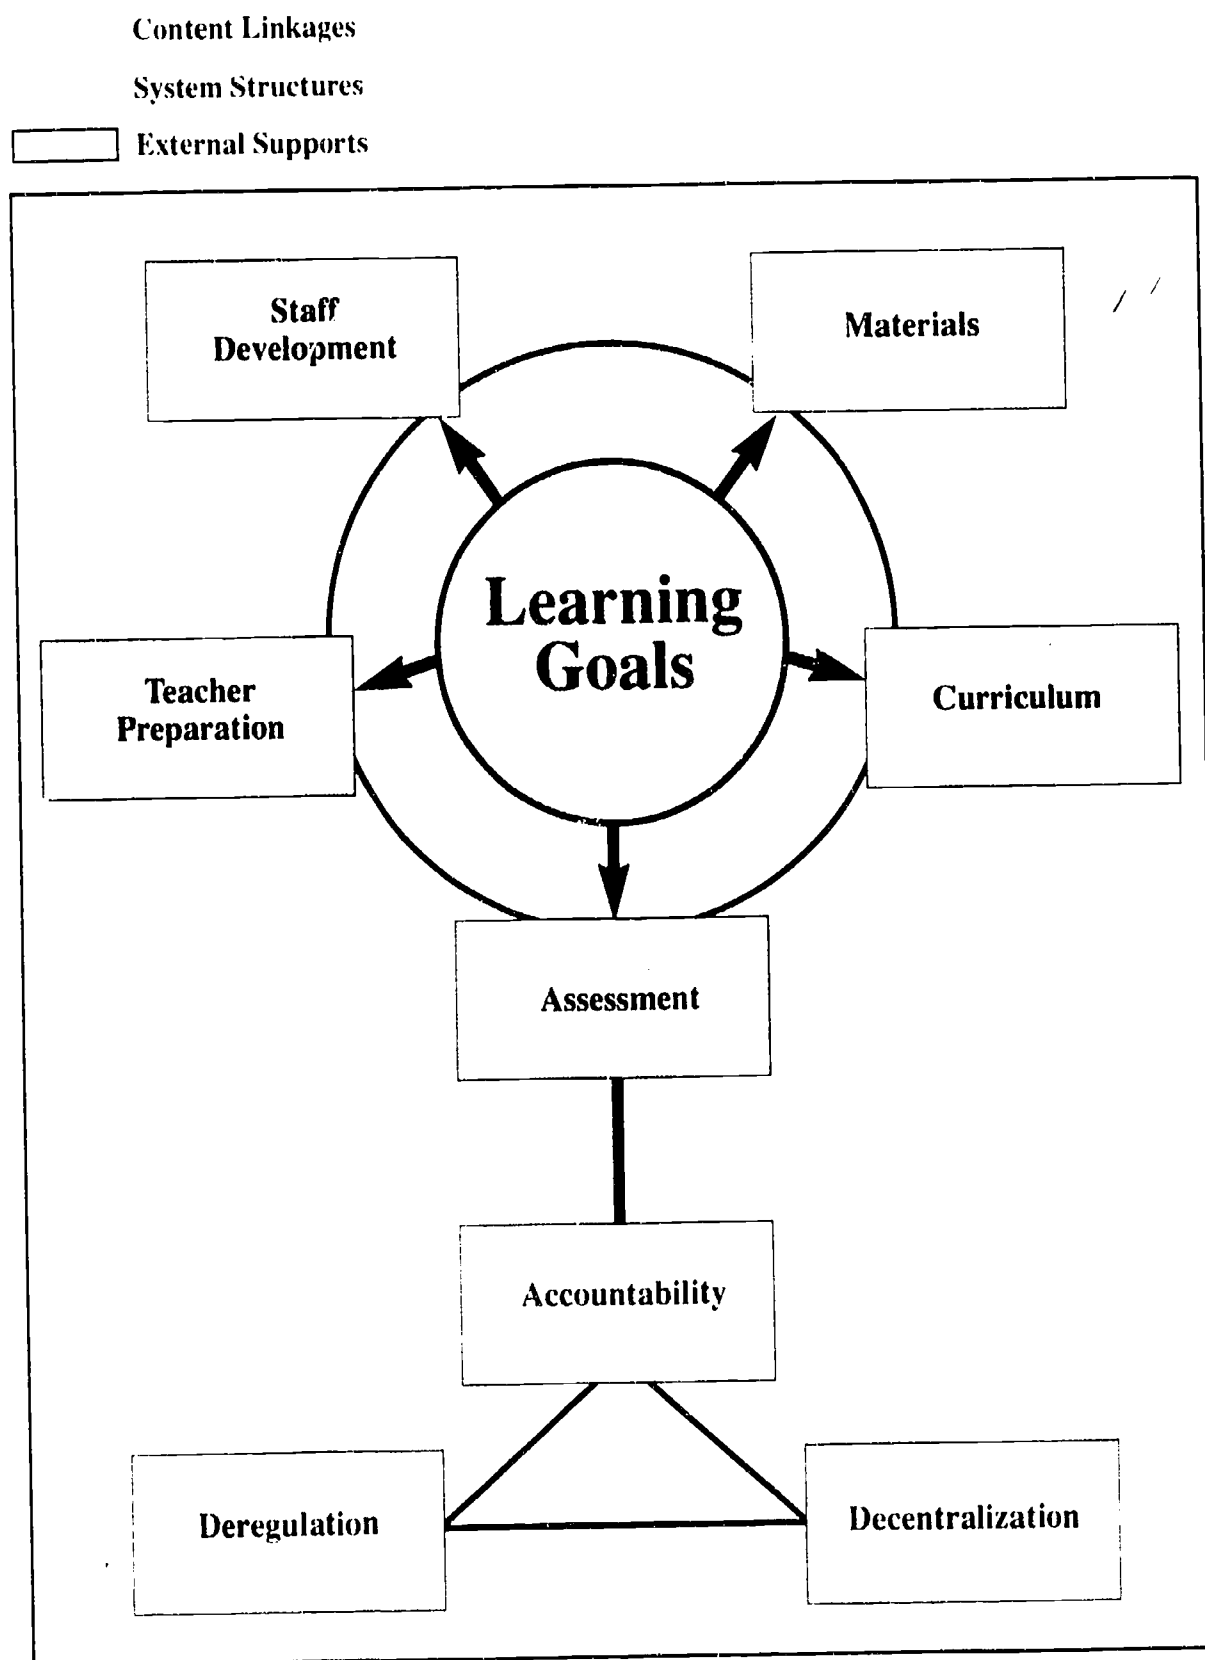 Content Linkages
System Structures
External Supports
Staff
Development
Materials
Learning
Goals
Teacher
Preparation
Curriculum
Assessment
Accountability
Deregulation
Decentralization